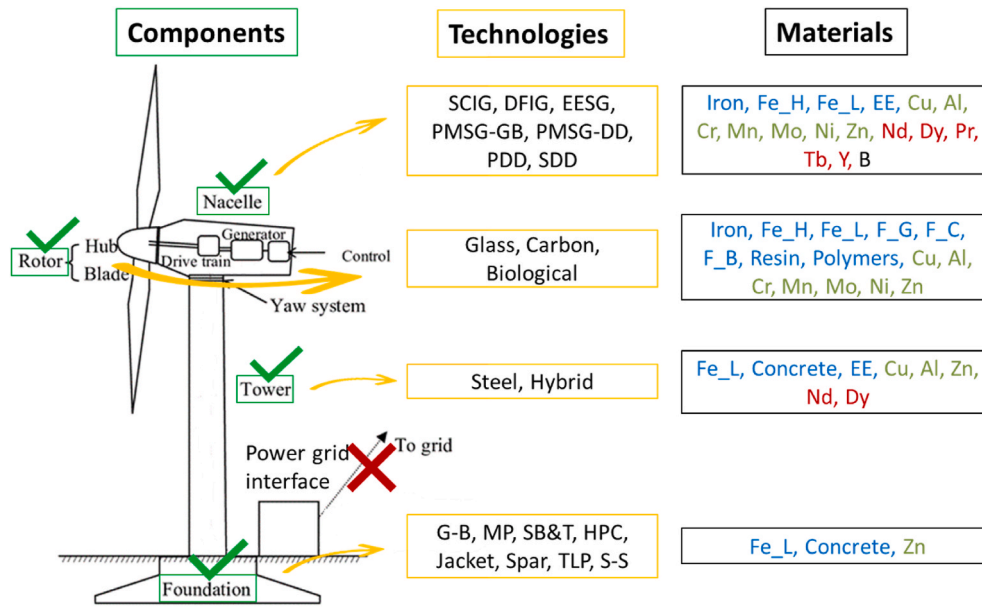 Components
Technologies
Materials
SCIG, DFIG, EESG,
PMSG-GB, PMSG-DD,
PDD, SDD
Iron, Fe_H, Fe_L, EE, Cu, Al,
Cr, Mn, Mo, Ni, Zn, Nd, Dy, Pr,
Tb, Y, B
Nacelle
Rotor
Hub
Blade
Generator
Drive train
Control
Yaw system
Glass, Carbon,
Biological
Iron, Fe_H, Fe_L, F_G, F_C,
F_B, Resin, Polymers, Cu, Al,
Cr, Mn, Mo, Ni, Zn
Tower
Steel, Hybrid
Fe_L, Concrete, EE, Cu, Al, Zn,
Nd, Dy
Power grid
interface
To grid
G-B, MP, SB&T, HPC,
Jacket, Spar, TLP, S-S
Fe_L, Concrete, Zn
Foundation